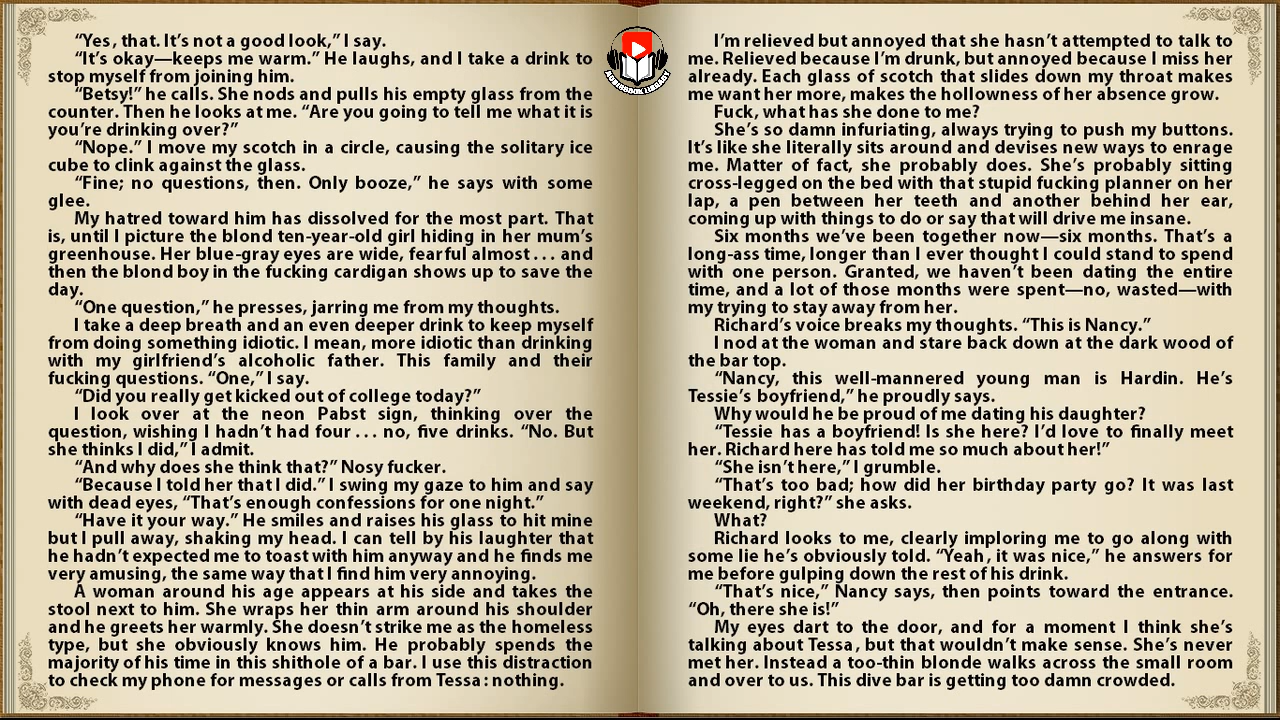 “Yes, that. It’s not a good look,” I say.
“It’s okay—keeps me warm.” He laughs, and I take a drink to
stop myself from joining him.
“Betsy!” he calls. She nods and pulls his empty glass from the
counter. Then he looks at me. “Are you going to tell me what it is
you’re drinking over?”
“Nope.” I move my scotch in a circle, causing the solitary ice
cube to clink against the glass.
“Fine; no questions, then. Only booze,” he says with some
glee.
My hatred toward him has dissolved for the most part. That
is, until I picture the blond ten-year-old girl hiding in her mum’s
greenhouse. Her blue-gray eyes are wide, fearful almost . . . and
then the blond boy in the fucking cardigan shows up to save the
day.
“One question,” he presses, jarring me from my thoughts.
I take a deep breath and an even deeper drink to keep myself
from doing something idiotic. I mean, more idiotic than drinking
with my girlfriend’s alcoholic father. This family and their
fucking questions. “One,” I say.
“Did you really get kicked out of college today?”
I look over at the neon Pabst sign, thinking over the
question, wishing I hadn’t had four . . . no, five drinks. “No. But
she thinks I did,” I admit.
“And why does she think that?” Nosy fucker.
“Because I told her that I did.” I swing my gaze to him and say
with dead eyes, “That’s enough confessions for one night.”
“Have it your way.” He smiles and raises his glass to hit mine
but I pull away, shaking my head. I can tell by his laughter that
he hadn’t expected me to toast with him anyway and he finds me
very amusing, the same way that I find him very annoying.
A woman around his age appears at his side and takes the
stool next to him. She wraps her thin arm around his shoulder
and he greets her warmly. She doesn’t strike me as the homeless
type, but she obviously knows him. He probably spends the
majority of his time in this shithole of a bar. I use this distraction
to check my phone for messages or calls from Tessa: nothing.
AUDIOBOOK LIBRARY
I’m relieved but annoyed that she hasn’t attempted to talk to
me. Relieved because I’m drunk, but annoyed because I miss her
already. Each glass of scotch that slides down my throat makes
me want her more, makes the hollowness of her absence grow.
Fuck, what has she done to me?
She’s so damn infuriating, always trying to push my buttons.
It’s like she literally sits around and devises new ways to enrage
me. Matter of fact, she probably does. She’s probably sitting
cross-legged on the bed with that stupid fucking planner on her
lap, a pen between her teeth and another behind her ear,
coming up with things to do or say that will drive me insane.
Six months we’ve been together now—six months. That’s a
long-ass time, longer than I ever thought I could stand to spend
with one person. Granted, we haven’t been dating the entire
time, and a lot of those months were spent—no, wasted—with
my trying to stay away from her.
Richard’s voice breaks my thoughts. “This is Nancy.”
I nod at the woman and stare back down at the dark wood of
the bar top.
“Nancy, this well-mannered young man is Hardin. He’s
Tessie’s boyfriend,” he proudly says.
Why would he be proud of me dating his daughter?
“Tessie has a boyfriend! Is she here? I’d love to finally meet
her. Richard here has told me so much about her!”
“She isn’t here,” I grumble.
“That’s too bad; how did her birthday party go? It was last
weekend, right?” she asks.
What?
Richard looks to me, clearly imploring me to go along with
some lie he’s obviously told. “Yeah, it was nice,” he answers for
me before gulping down the rest of his drink.
“That’s nice,” Nancy says, then points toward the entrance.
“Oh, there she is!”
My eyes dart to the door, and for a moment I think she’s
talking about Tessa, but that wouldn’t make sense. She’s never
met her. Instead a too-thin blonde walks across the small room
and over to us. This dive bar is getting too damn crowded.